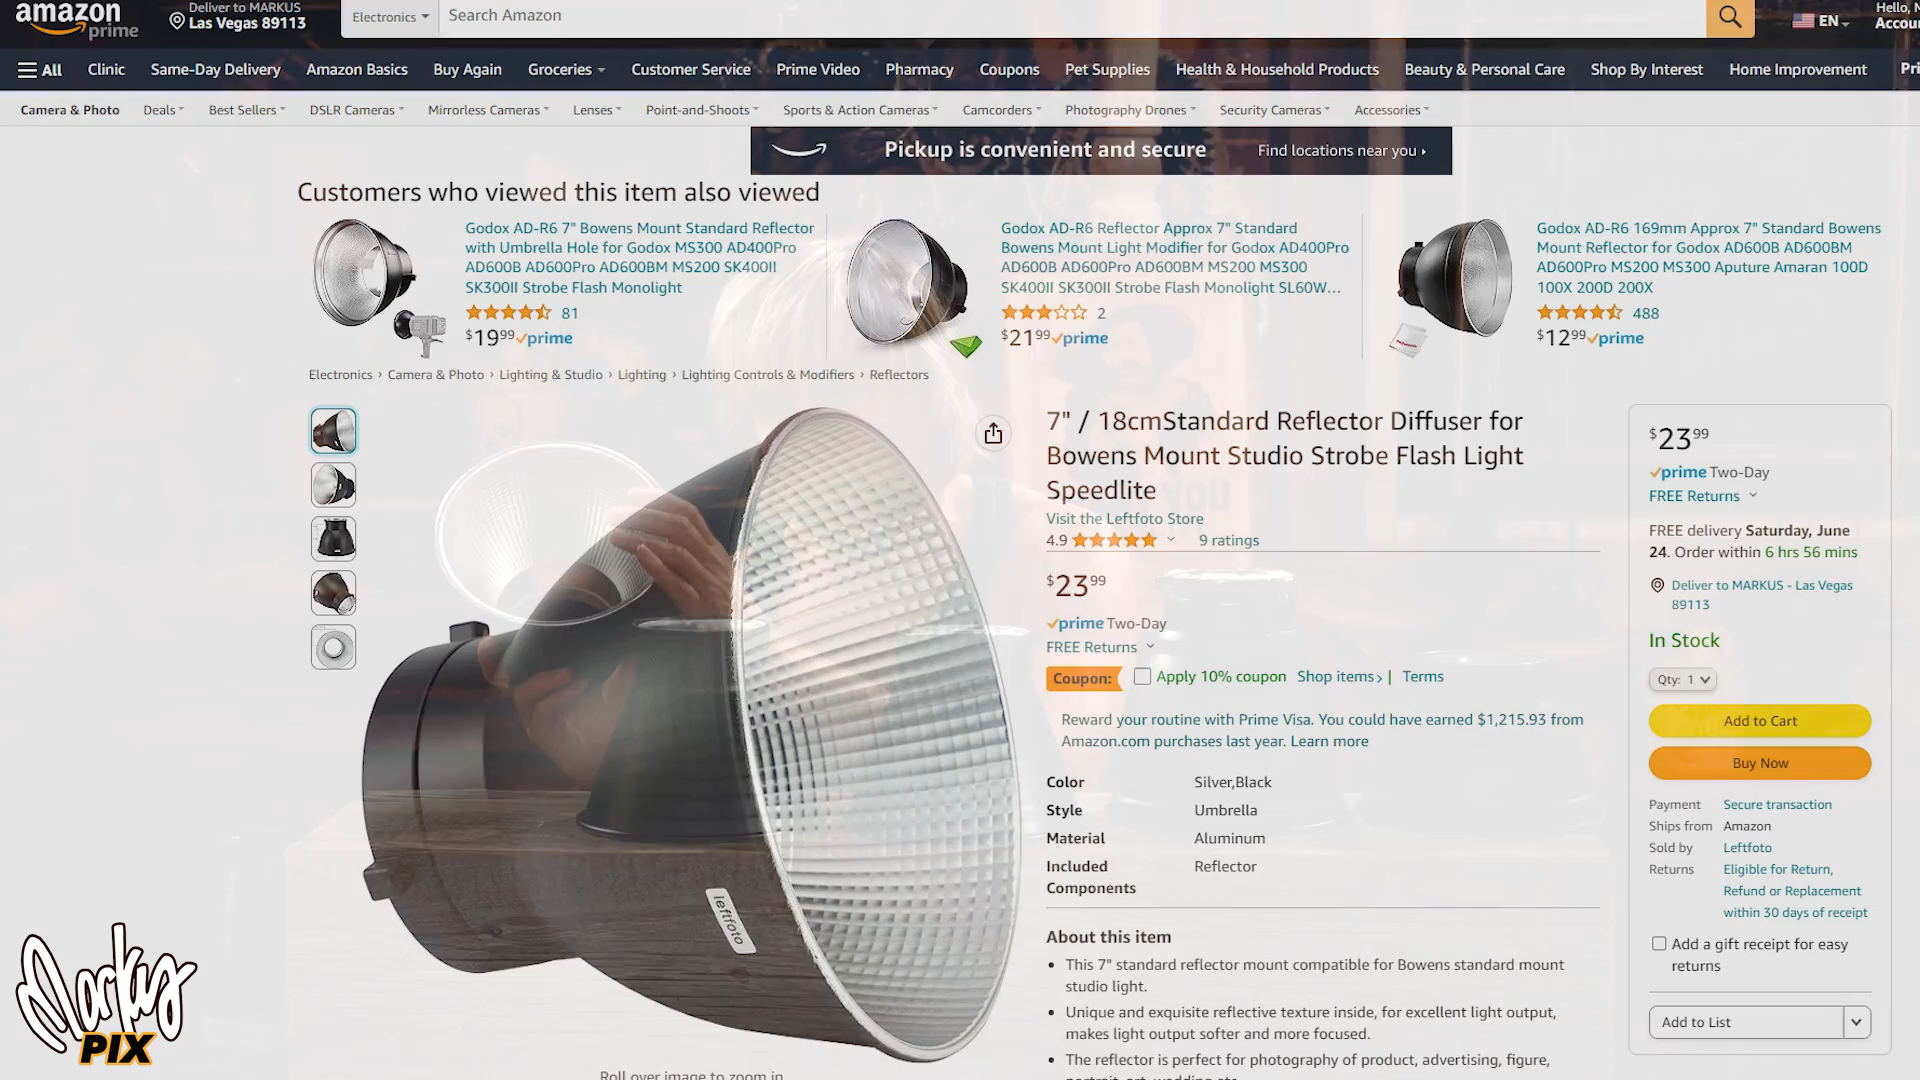 amazon
prime
Deliver to MARKUS
Las Vegas 89113
Electronics
Search Amazon
EN
Hello,
All
Clinic
Same-Day Delivery
Amazon Basics
Buy Again
Groceries
Customer Service
Prime Video
Pharmacy
Coupons
Pet Supplies
Health & Household Products
Beauty & Personal Care
Shop By Interest
Home Improvement
Camera & Photo
Deals
Best Sellers
DSLR Cameras
Mirrorless Cameras
Lenses
Point-and-Shoots
Sports & Action Cameras
Camcorders
Photography Drones
Security Cameras
Accessories
Pickup is convenient and secure
Find locations near you
Customers who viewed this item also viewed
Godox AD-R6 7" Bowens Mount Standard Reflector
with Umbrella Hole for Godox MS300 AD400Pro
AD600B AD600Pro AD600BM MS200 SK400II
SK300II Strobe Flash Monolight
81
$19.99 prime
Godox AD-R6 Reflector Approx 7" Standard
Bowens Mount Light Modifier for Godox AD400Pro
AD600B AD600Pro AD600BM MS200 MS300
SK400II SK300II Strobe Flash Monolight SL60W...
2
$21.99 prime
Godox AD-R6 169mm Approx 7" Standard Bowens
Mount Reflector for Godox AD600B AD600BM
AD600Pro MS200 MS300 Aputure Amaran 100D
100X 200D 200X
488
$12.99 prime
Electronics › Camera & Photo › Lighting & Studio › Lighting › Lighting Controls & Modifiers › Reflectors
leftfoto
7" / 18cmStandard Reflector Diffuser for
Bowens Mount Studio Strobe Flash Light
Speedlite
Visit the Leftfoto Store
4.9 9 ratings
$23.99
prime Two-Day
FREE Returns
Coupon: Apply 10% coupon Shop items › | Terms
Reward your routine with Prime Visa. You could have earned $1,215.93 from
Amazon.com purchases last year. Learn more
Color Silver,Black
Style Umbrella
Material Aluminum
Included Reflector
Components
About this item
• This 7" standard reflector mount compatible for Bowens standard mount
studio light.
• Unique and exquisite reflective texture inside, for excellent light output,
makes light output softer and more focused.
• The reflector is perfect for photography of product, advertising, figure,
Roll over image to zoom in
$23.99
prime Two-Day
FREE Returns
FREE delivery Saturday, June
24. Order within 6 hrs 56 mins
Deliver to MARKUS - Las Vegas
89113
In Stock
Qty: 1
Add to Cart
Buy Now
Payment Secure transaction
Ships from Amazon
Sold by Leftfoto
Returns Eligible for Return,
Refund or Replacement
within 30 days of receipt
Add a gift receipt for easy
returns
Add to List
Markus
PIX